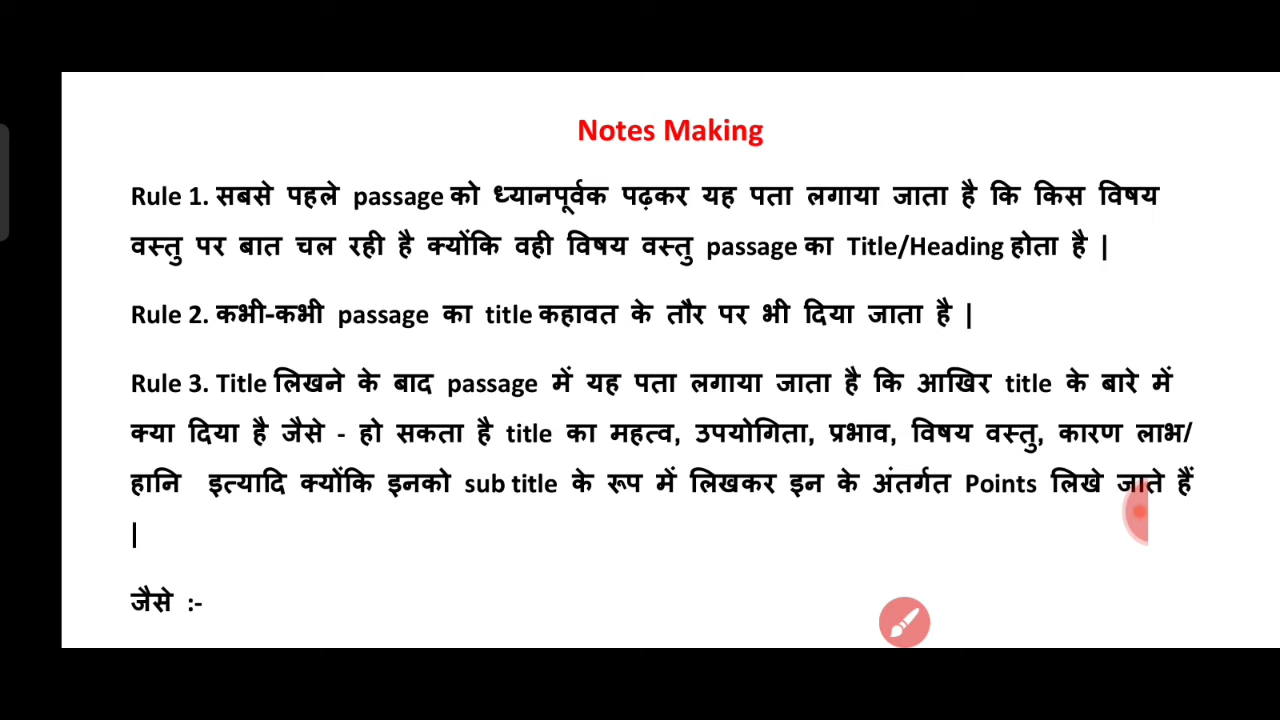 Notes Making
Rule 1. सबसे पहले passage को ध्यानपूर्वक पढ़कर यह पता लगाया जाता है कि किस विषय
वस्तु पर बात चल रही है क्योंकि वही विषय वस्तु passage का Title/Heading होता है |
Rule 2. कभी-कभी passage का title कहावत के तौर पर भी दिया जाता है |
Rule 3. Title लिखने के बाद passage में यह पता लगाया जाता है कि आखिर title के बारे में
क्या दिया है जैसे - हो सकता है title का महत्व, उपयोगिता, प्रभाव, विषय वस्तु, कारण लाभ/
हानि इत्यादि क्योंकि इनको sub title के रूप में लिखकर इन के अंतर्गत Points लिखे जाते हैं
|
जैसे :-